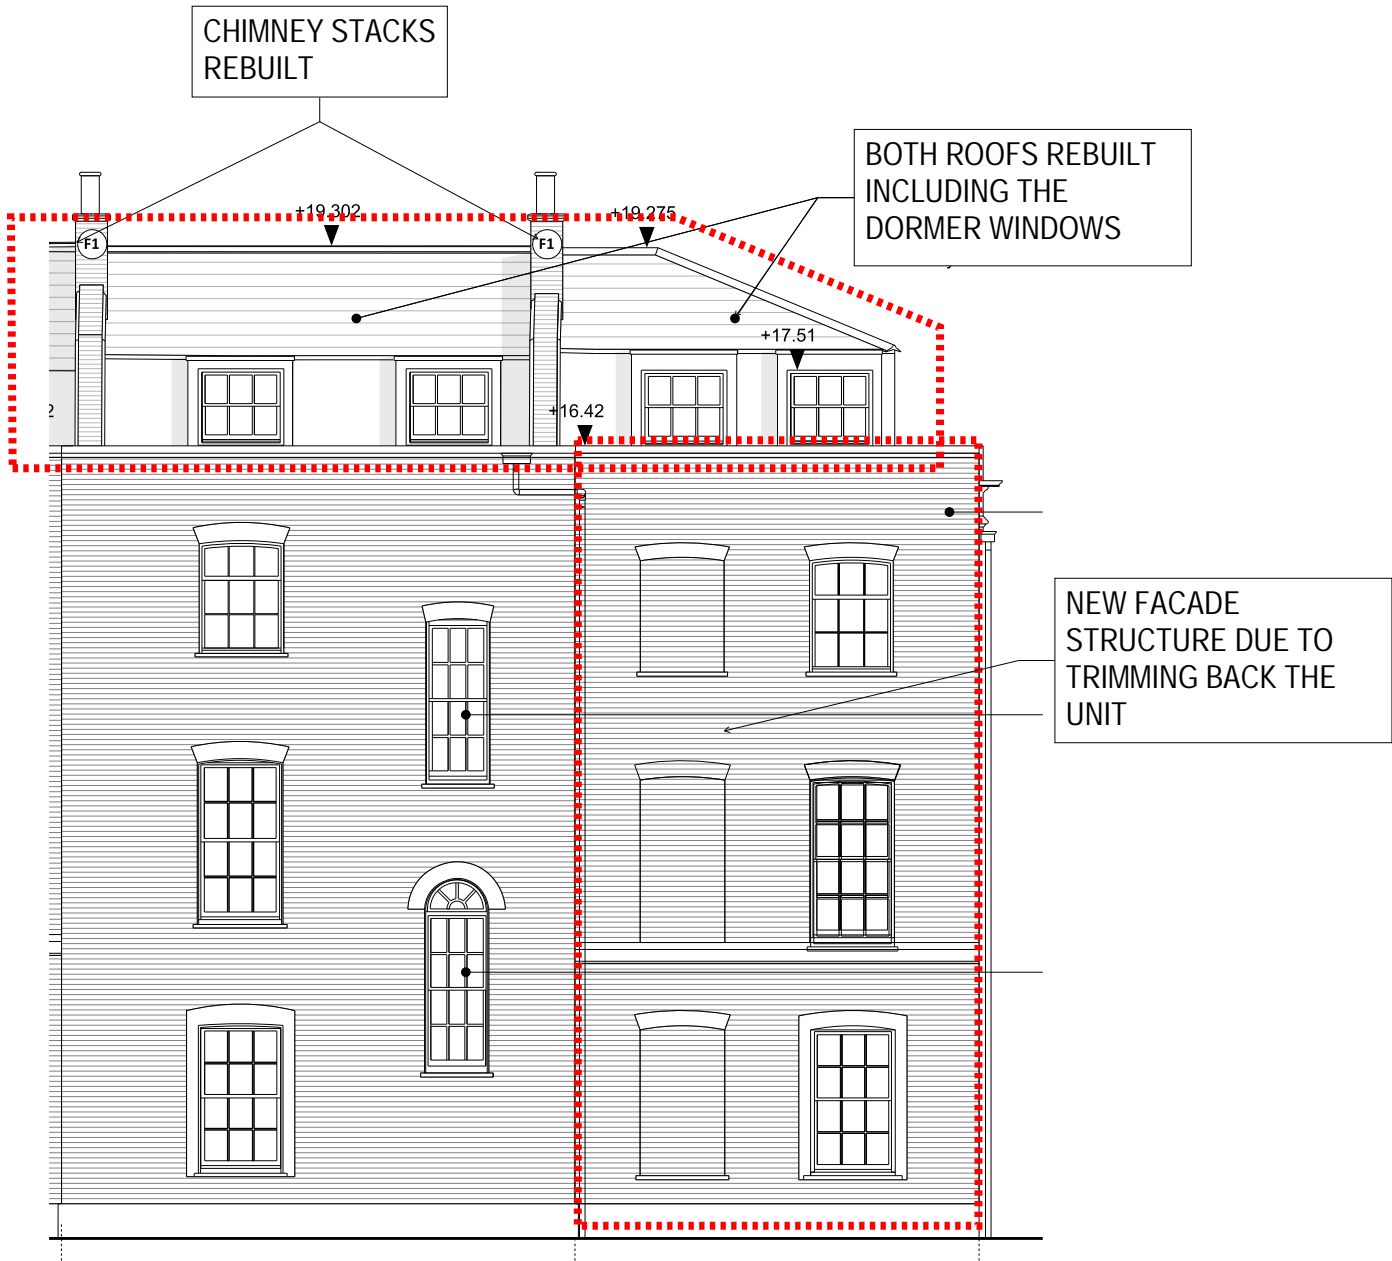 CHIMNEY STACKS
REBUILT
BOTH ROOFS REBUILT
INCLUDING THE
DORMER WINDOWS
+19.302
+19.275
F1
F1
+17.51
+16.42
2
NEW FACADE
STRUCTURE DUE TO
TRIMMING BACK THE
UNIT